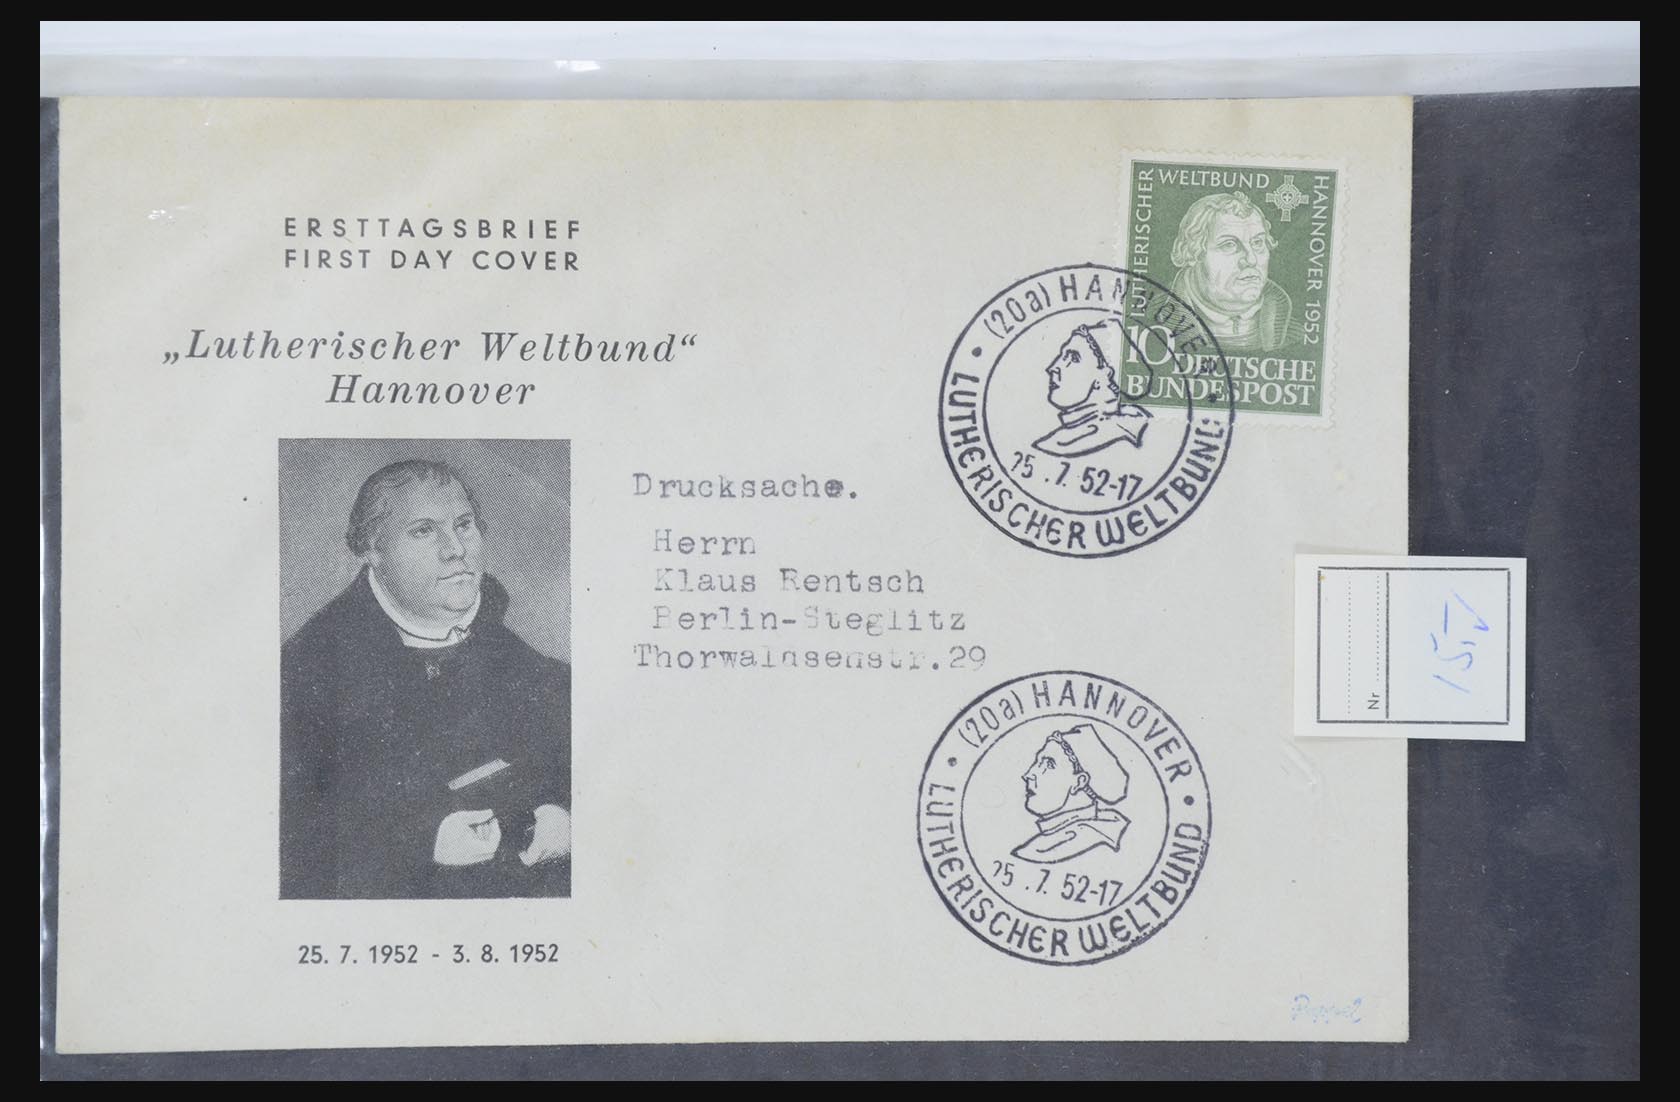 ERSTTAGSBRIEF
FIRST DAY COVER
„Lutherischer Weltbund“
Hannover
25. 7. 1952 - 3. 8. 1952
LUTHERISCHER WELTBUND HANNOVER 1952
10 DEUTSCHE
BUNDESPOST
(20a) HANNOVER
25.7.52-17
LUTHERISCHER WELTBUND
Drucksache.
Herrn
Klaus Rentsch
Berlin-Steglitz
Thorwaldsenstr.29
(20a) HANNOVER
25.7.52-17
LUTHERISCHER WELTBUND
Nr